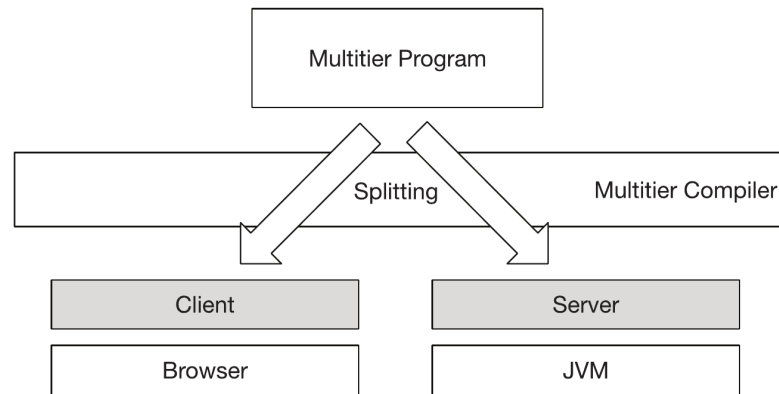 Multitier Program
Splitting
Multitier Compiler
Client
Server
Browser
JVM